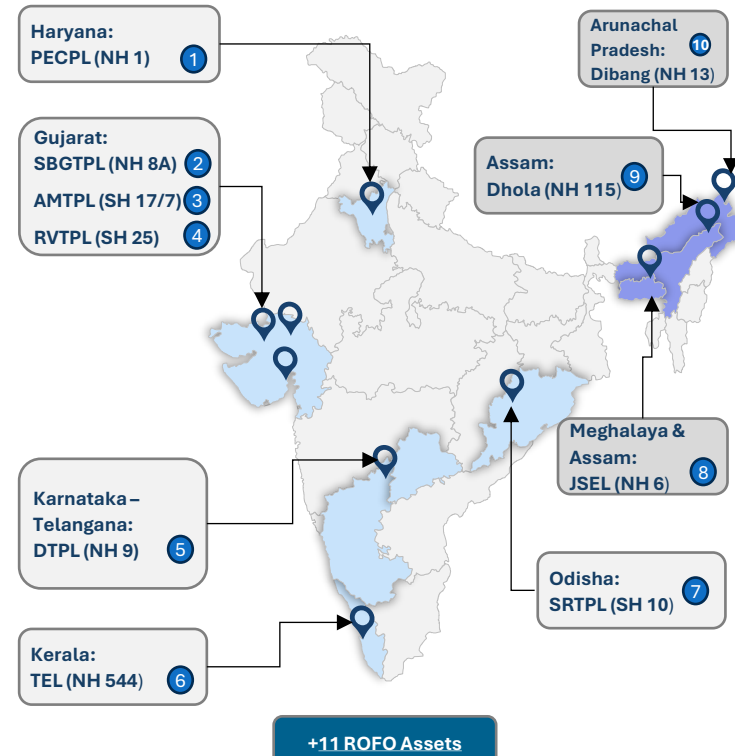 Haryana:
PECPL (NH 1) 1
Gujarat:
SBGTPL (NH 8A) 2
AMTPL (SH 17/7) 3
RVTPL (SH 25) 4
Karnataka –
Telangana:
DTPL (NH 9) 5
Kerala:
TEL (NH 544) 6
Arunachal
Pradesh: 10
Dibang (NH 13)
Assam:
Dhola (NH 115) 9
Meghalaya &
Assam:
JSEL (NH 6) 8
Odisha:
SRTPL (SH 10) 7
+11 ROFO Assets